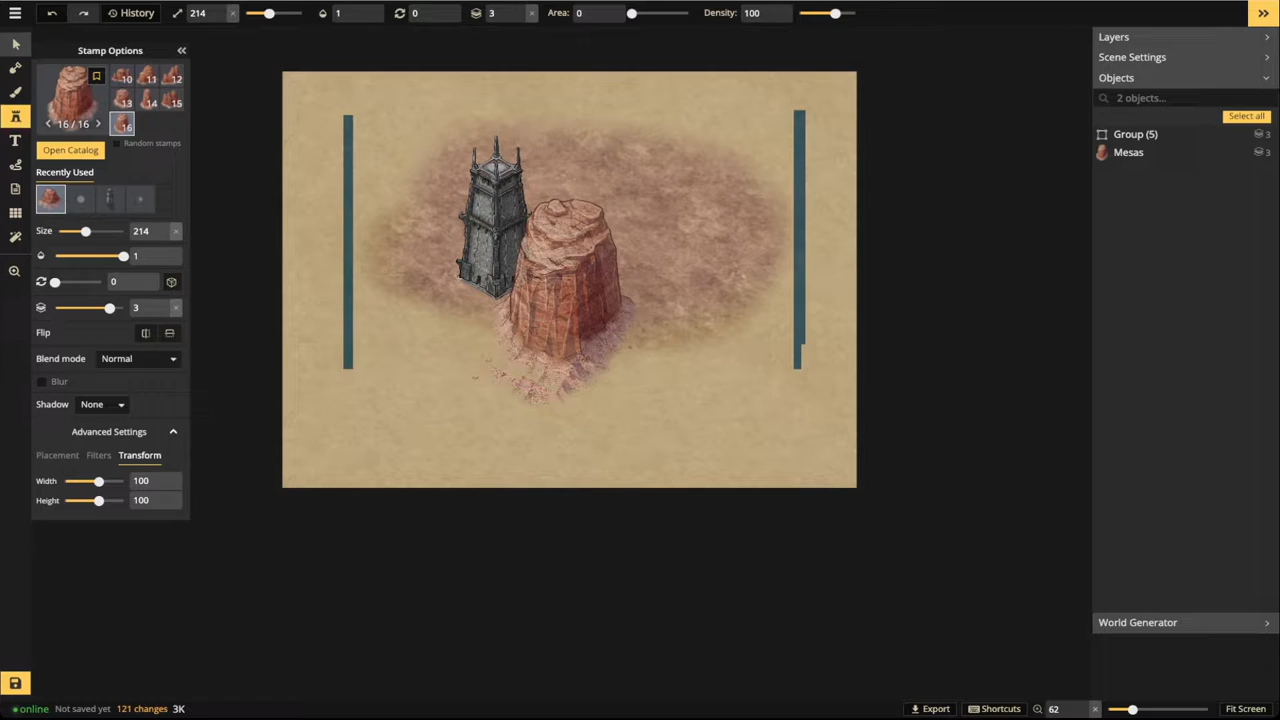 History 214 × 1 0 3 × Area: 0 Density: 100
Stamp Options
10 11 12
13 14 15
16 / 16 16
Open Catalog Random stamps
Recently Used
Size 214 ×
1
0
3 ×
Flip
Blend mode Normal
Blur
Shadow None
Advanced Settings
Placement Filters Transform
Width 100
Height 100
Layers
Scene Settings
Objects
2 objects...
Select all
Group (5) 3
Mesas 3
World Generator
online Not saved yet 121 changes 3K Export Shortcuts 62 × Fit Screen